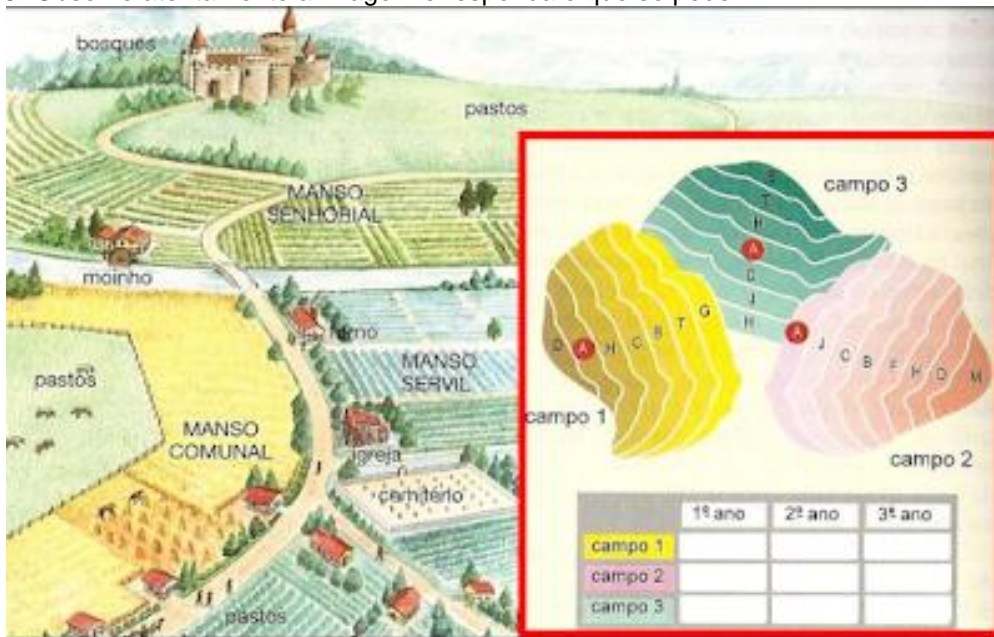 bosques
pastos
MANSO
SENHORIAL
moinho
forno
pastos
MANSO
SERVIL
MANSO
COMUNAL
igreja
cemitério
pastos
campo 3
T
H
A
C
J
H
D A H C B T G
campo 1
A J C B F H D M
campo 2
1º ano 2º ano 3º ano
campo 1
campo 2
campo 3